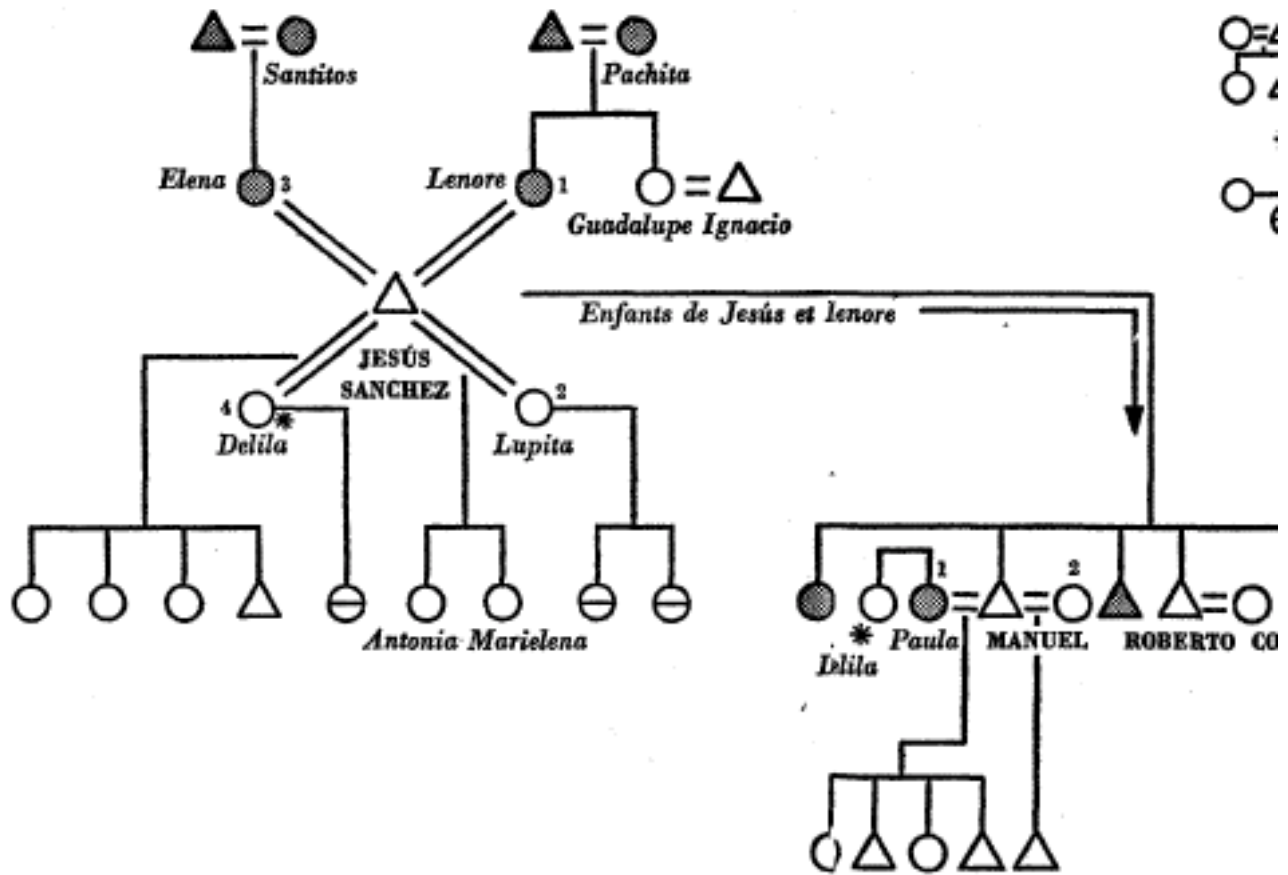 Santitos
Pachita
Elena 3
Lenore 1
Guadalupe Ignacio
Enfants de Jesús et lenore
JESÚS
SANCHEZ
4
2
Delila *
Lupita
1
2
Antonia Marielena
* Paula MANUEL ROBERTO CO